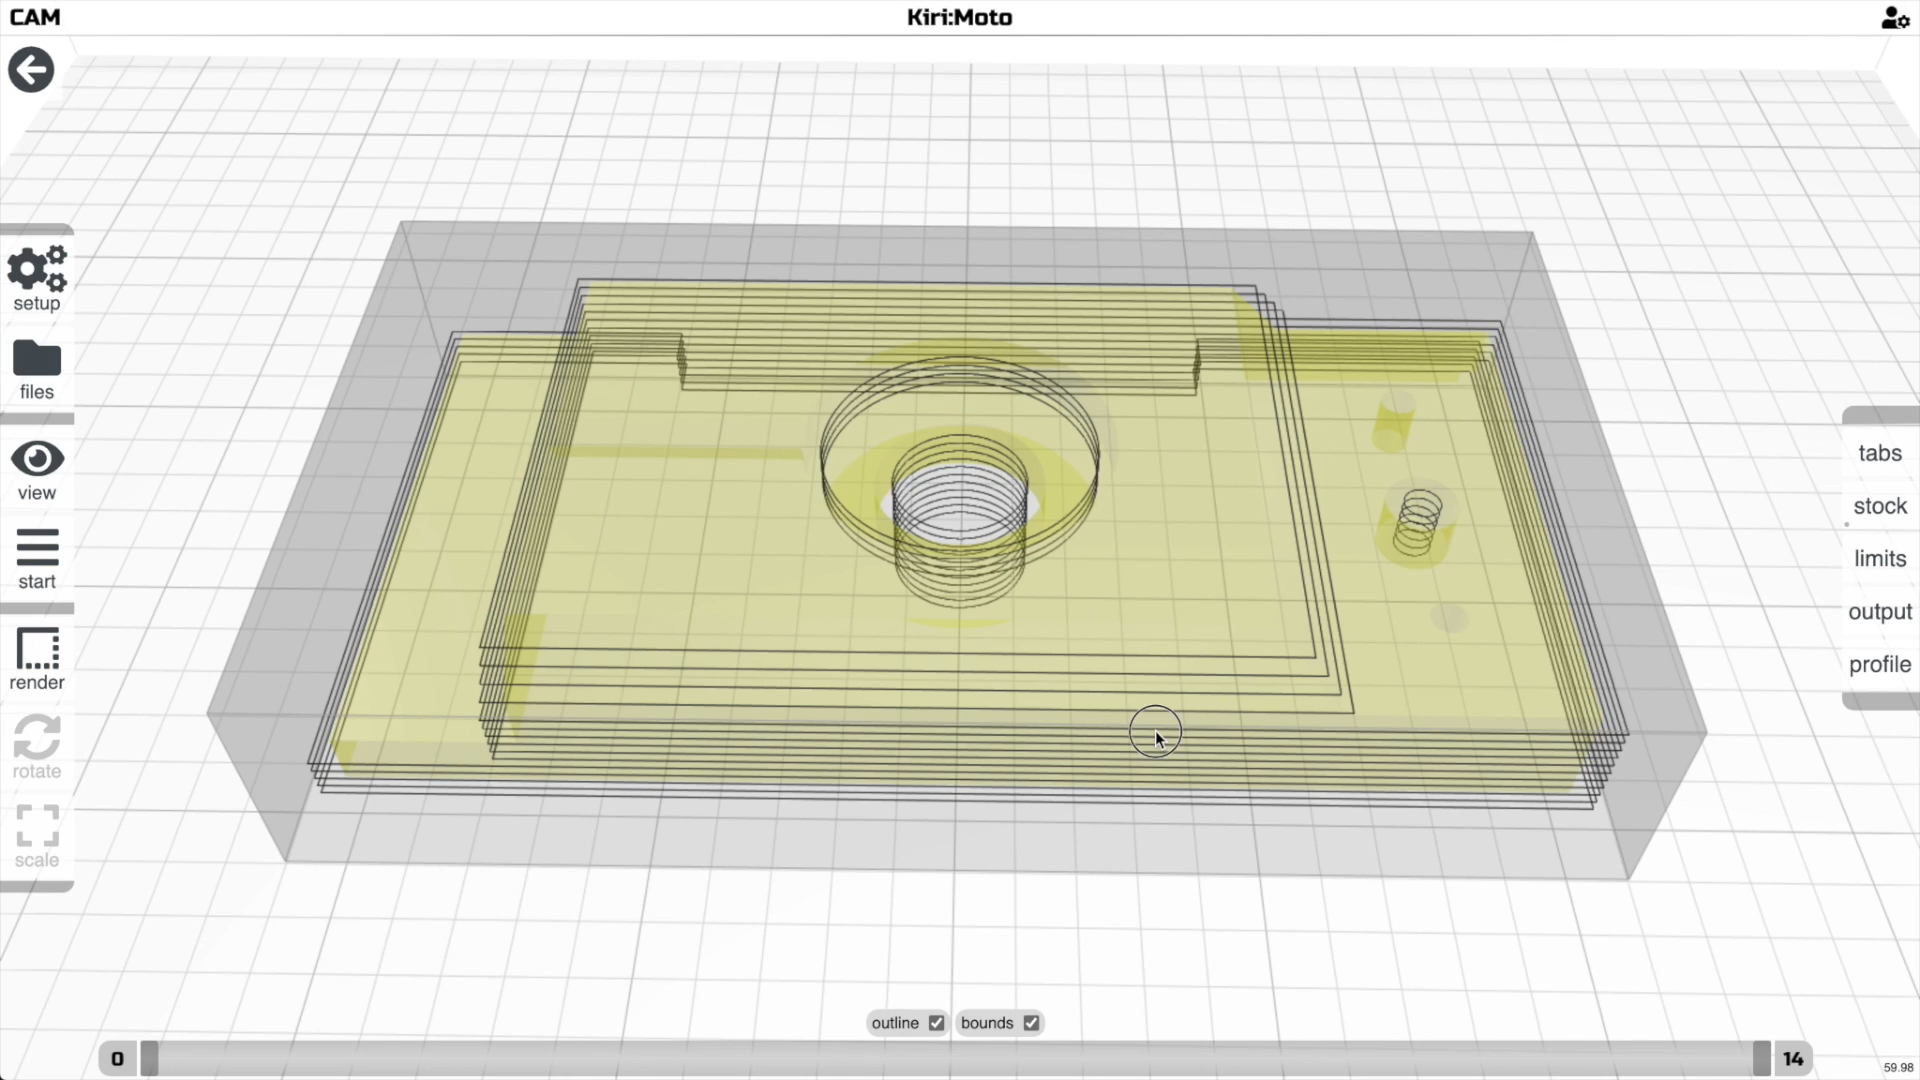 CAM
Kiri:Moto
setup
files
view
start
render
rotate
scale
tabs
stock
limits
output
profile
outline
bounds
0
14
59.98